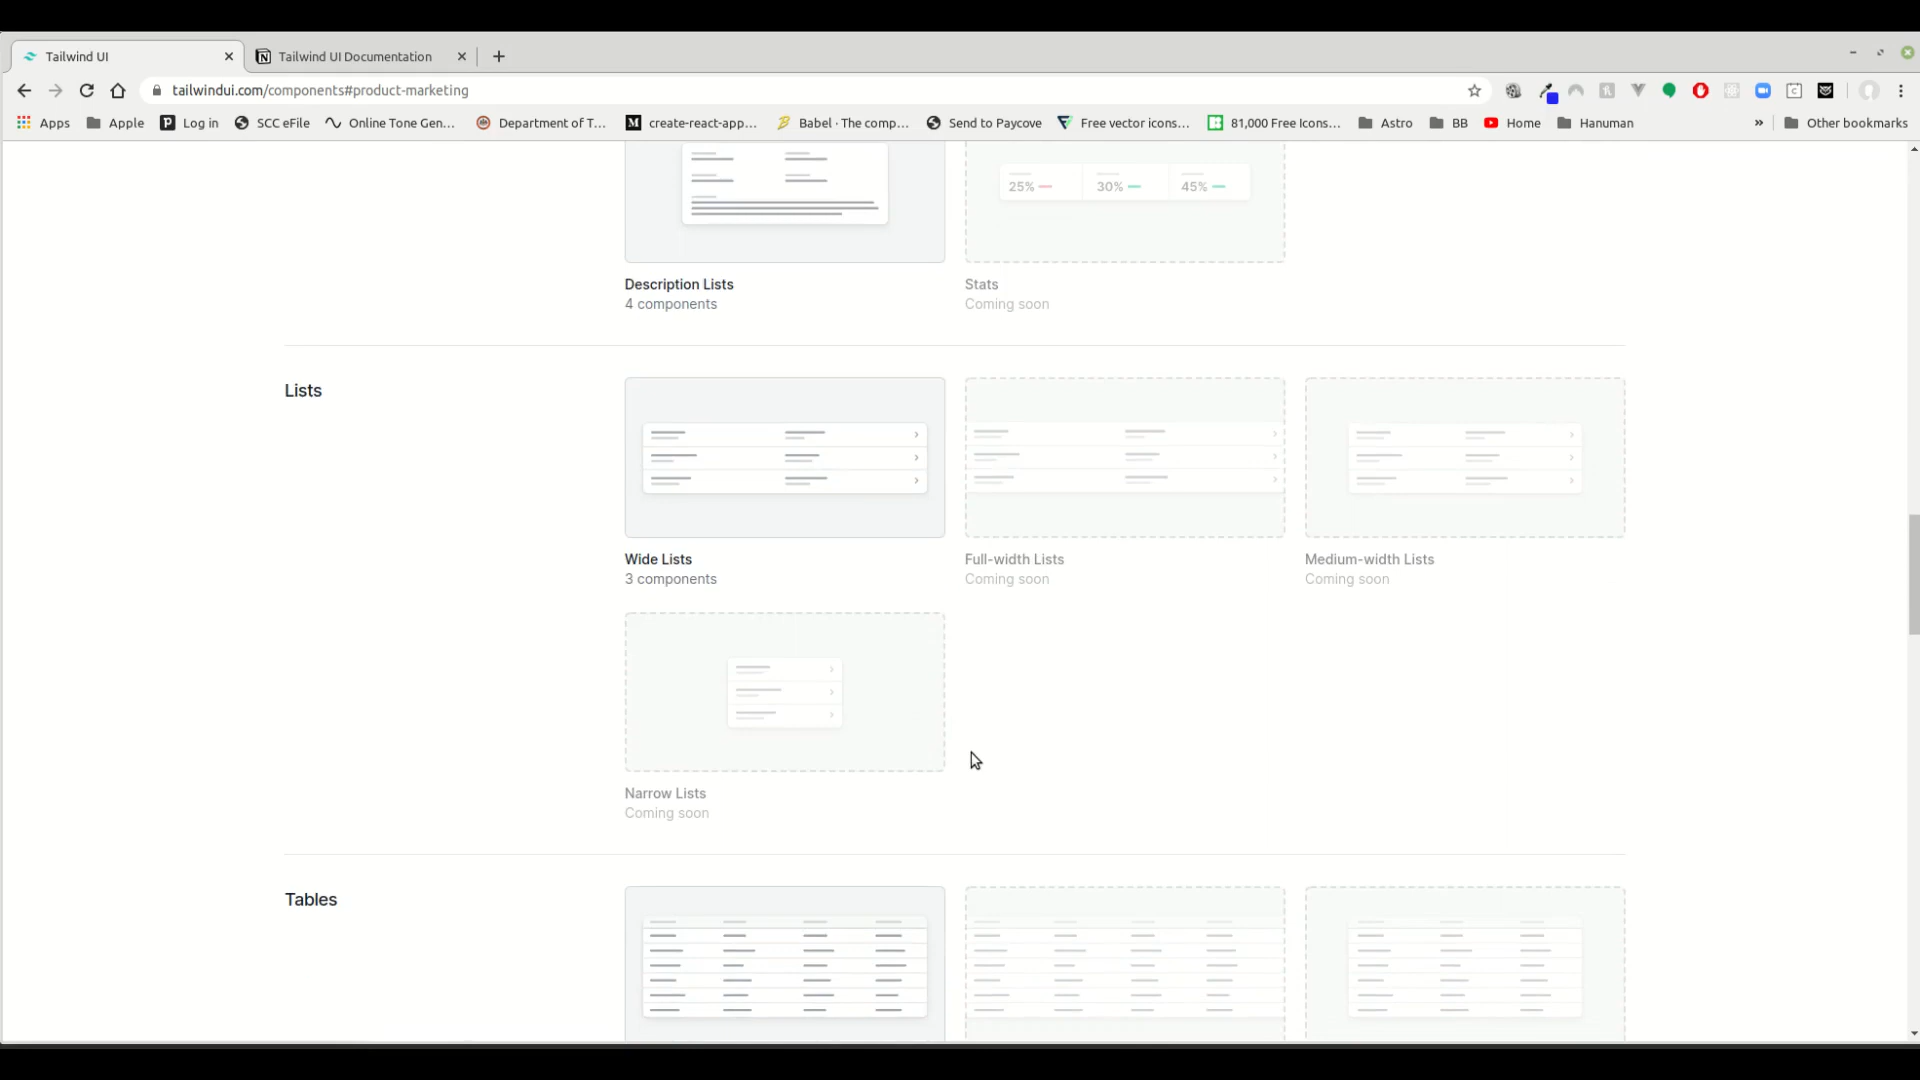 Tailwind UI
Tailwind UI Documentation
tailwindui.com/components#product-marketing
Apps
Apple
Log in
SCC eFile
Online Tone Gen...
Department of T...
create-react-app...
Babel · The comp...
Send to Paycove
Free vector icons...
81,000 Free Icons...
Astro
BB
Home
Hanuman
»
Other bookmarks
25%
30%
45%
Description Lists
4 components
Stats
Coming soon
Lists
Wide Lists
3 components
Full-width Lists
Coming soon
Medium-width Lists
Coming soon
Narrow Lists
Coming soon
Tables